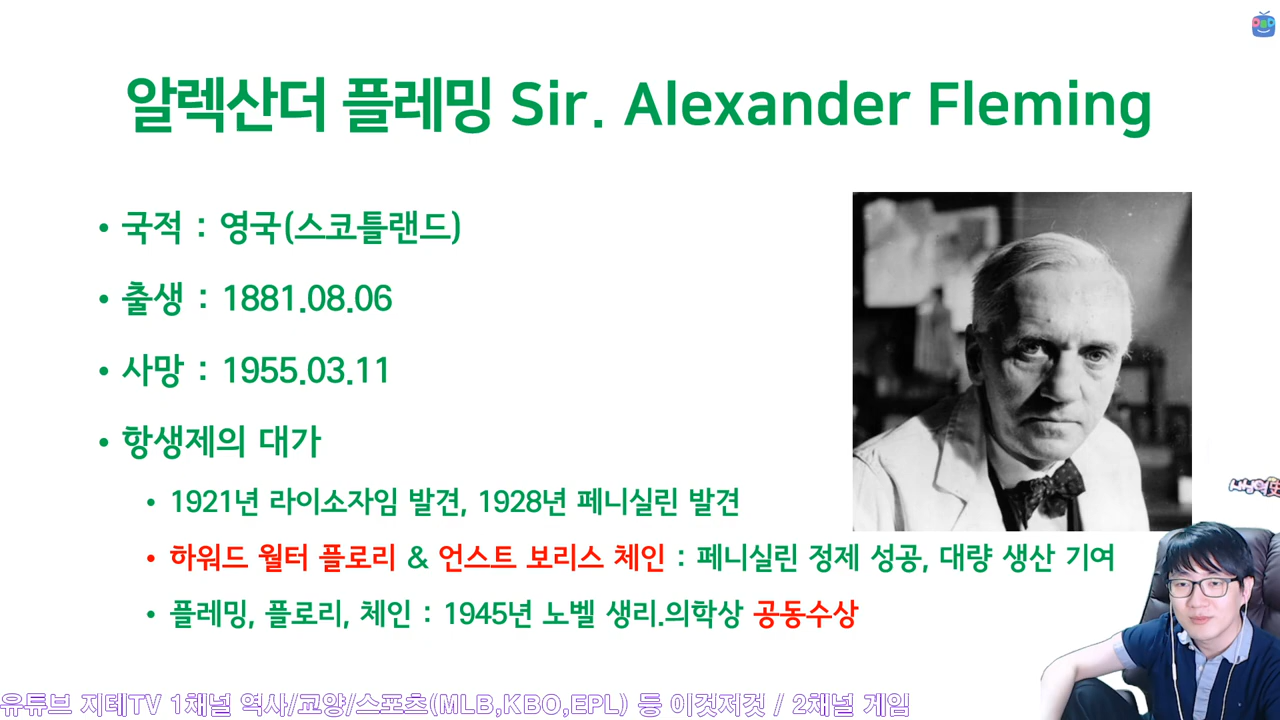 알렉산더 플레밍 Sir. Alexander Fleming
• 국적 : 영국(스코틀랜드)
• 출생 : 1881.08.06
• 사망 : 1955.03.11
• 항생제의 대가
• 1921년 라이소자임 발견, 1928년 페니실린 발견
• 하워드 월터 플로리 & 언스트 보리스 체인 : 페니실린 정제 성공, 대량 생산 기여
• 플레밍, 플로리, 체인 : 1945년 노벨 생리.의학상 공동수상
유튜브 지테TV 1채널 역사/교양/스포츠(MLB,KBO,EPL) 등 이것저것 / 2채널 게임